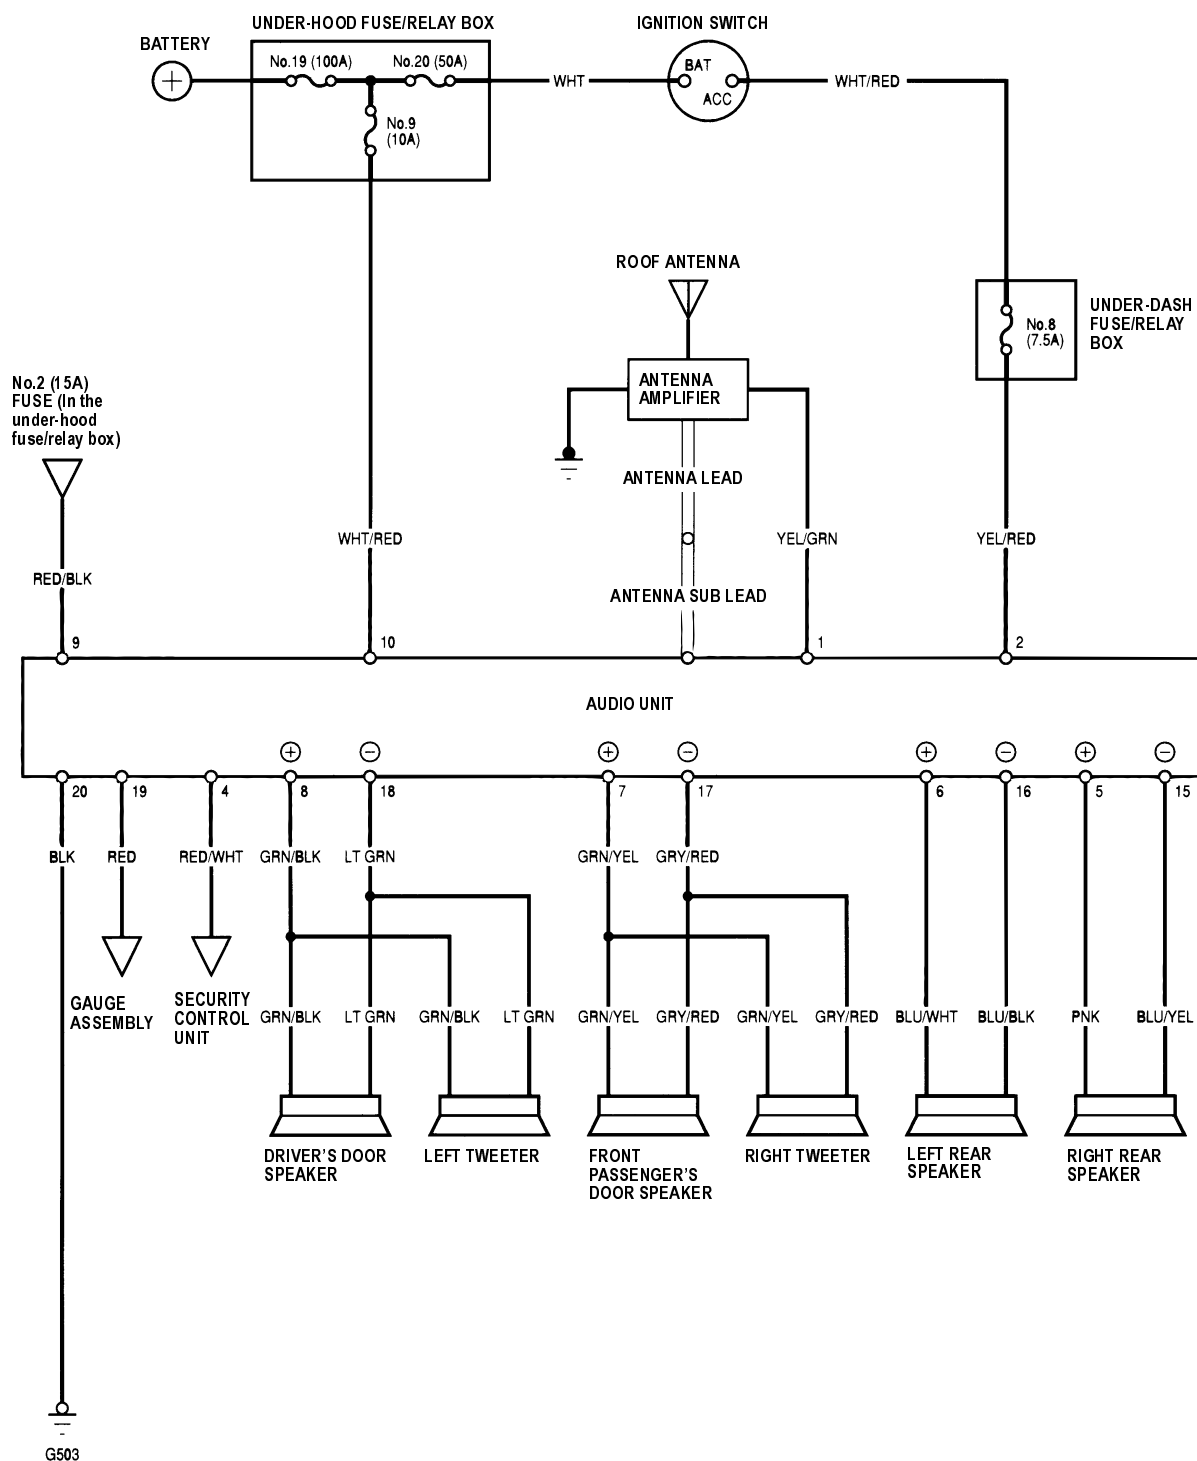 UNDER-HOOD FUSE/RELAY BOX
IGNITION SWITCH
BATTERY
No.19 (100A)
No.20 (50A)
WHT
BAT
ACC
WHT/RED
No.9
(10A)
ROOF ANTENNA
UNDER-DASH
FUSE/RELAY
BOX
No.8
(7.5A)
No.2 (15A)
FUSE (In the
under-hood
fuse/relay box)
ANTENNA
AMPLIFIER
ANTENNA LEAD
WHT/RED
YEL/GRN
YEL/RED
RED/BLK
ANTENNA SUB LEAD
9
10
1
2
AUDIO UNIT
+
−
+
−
+
−
+
−
20
19
4
8
18
7
17
6
16
5
15
BLK
RED
RED/WHT
GRN/BLK
LT GRN
GRN/YEL
GRY/RED
GAUGE
ASSEMBLY
SECURITY
CONTROL
UNIT
GRN/BLK
LT GRN
GRN/BLK
LT GRN
GRN/YEL
GRY/RED
GRN/YEL
GRY/RED
BLU/WHT
BLU/BLK
PNK
BLU/YEL
DRIVER'S DOOR
SPEAKER
LEFT TWEETER
FRONT
PASSENGER'S
DOOR SPEAKER
RIGHT TWEETER
LEFT REAR
SPEAKER
RIGHT REAR
SPEAKER
G503